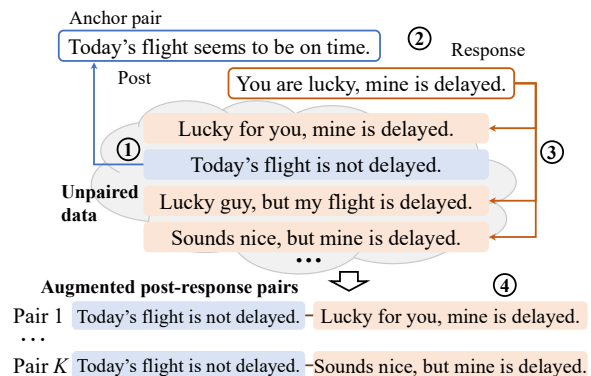 Anchor pair
Today's flight seems to be on time.
②
Response
Post
You are lucky, mine is delayed.
Lucky for you, mine is delayed.
①
③
Today's flight is not delayed.
Unpaired
data
Lucky guy, but my flight is delayed.
Sounds nice, but mine is delayed.
•••
Augmented post-response pairs
④
Pair 1 Today's flight is not delayed. Lucky for you, mine is delayed.
•••
Pair K Today's flight is not delayed. Sounds nice, but mine is delayed.